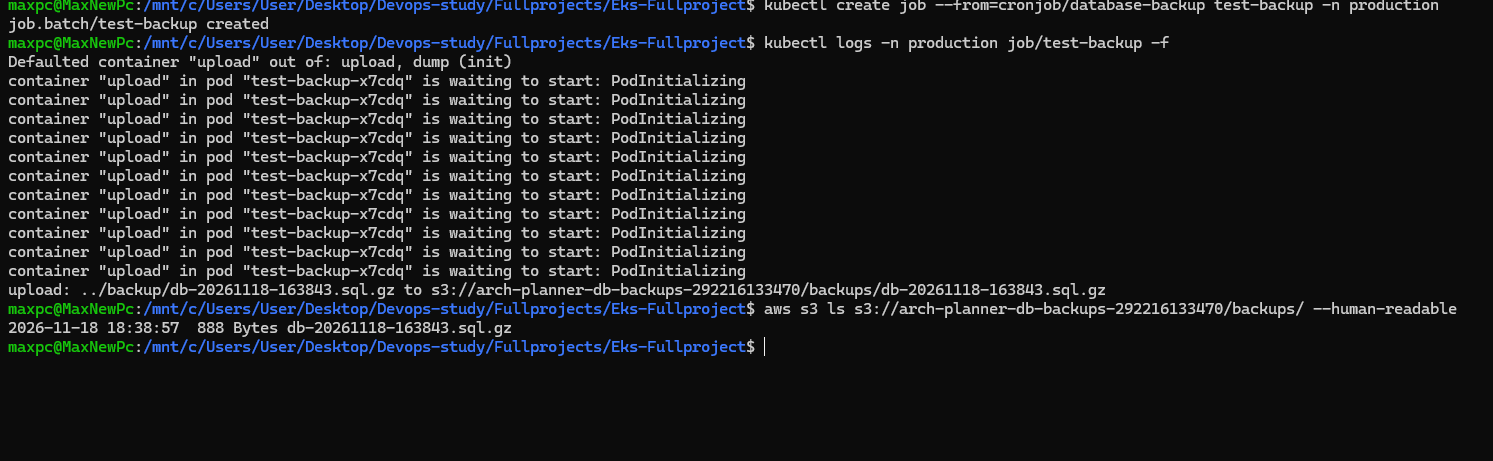 maxpc@MaxNewPc:/mnt/c/Users/User/Desktop/Devops-study/Fullprojects/Eks-Fullproject$ kubectl create job --from=cronjob/database-backup test-backup -n production
job.batch/test-backup created
maxpc@MaxNewPc:/mnt/c/Users/User/Desktop/Devops-study/Fullprojects/Eks-Fullproject$ kubectl logs -n production job/test-backup -f
Defaulted container "upload" out of: upload, dump (init)
container "upload" in pod "test-backup-x7cdq" is waiting to start: PodInitializing
container "upload" in pod "test-backup-x7cdq" is waiting to start: PodInitializing
container "upload" in pod "test-backup-x7cdq" is waiting to start: PodInitializing
container "upload" in pod "test-backup-x7cdq" is waiting to start: PodInitializing
container "upload" in pod "test-backup-x7cdq" is waiting to start: PodInitializing
container "upload" in pod "test-backup-x7cdq" is waiting to start: PodInitializing
container "upload" in pod "test-backup-x7cdq" is waiting to start: PodInitializing
container "upload" in pod "test-backup-x7cdq" is waiting to start: PodInitializing
container "upload" in pod "test-backup-x7cdq" is waiting to start: PodInitializing
container "upload" in pod "test-backup-x7cdq" is waiting to start: PodInitializing
container "upload" in pod "test-backup-x7cdq" is waiting to start: PodInitializing
upload: ../backup/db-20261118-163843.sql.gz to s3://arch-planner-db-backups-292216133470/backups/db-20261118-163843.sql.gz
maxpc@MaxNewPc:/mnt/c/Users/User/Desktop/Devops-study/Fullprojects/Eks-Fullproject$ aws s3 ls s3://arch-planner-db-backups-292216133470/backups/ --human-readable
2026-11-18 18:38:57  888 Bytes db-20261118-163843.sql.gz
maxpc@MaxNewPc:/mnt/c/Users/User/Desktop/Devops-study/Fullprojects/Eks-Fullproject$